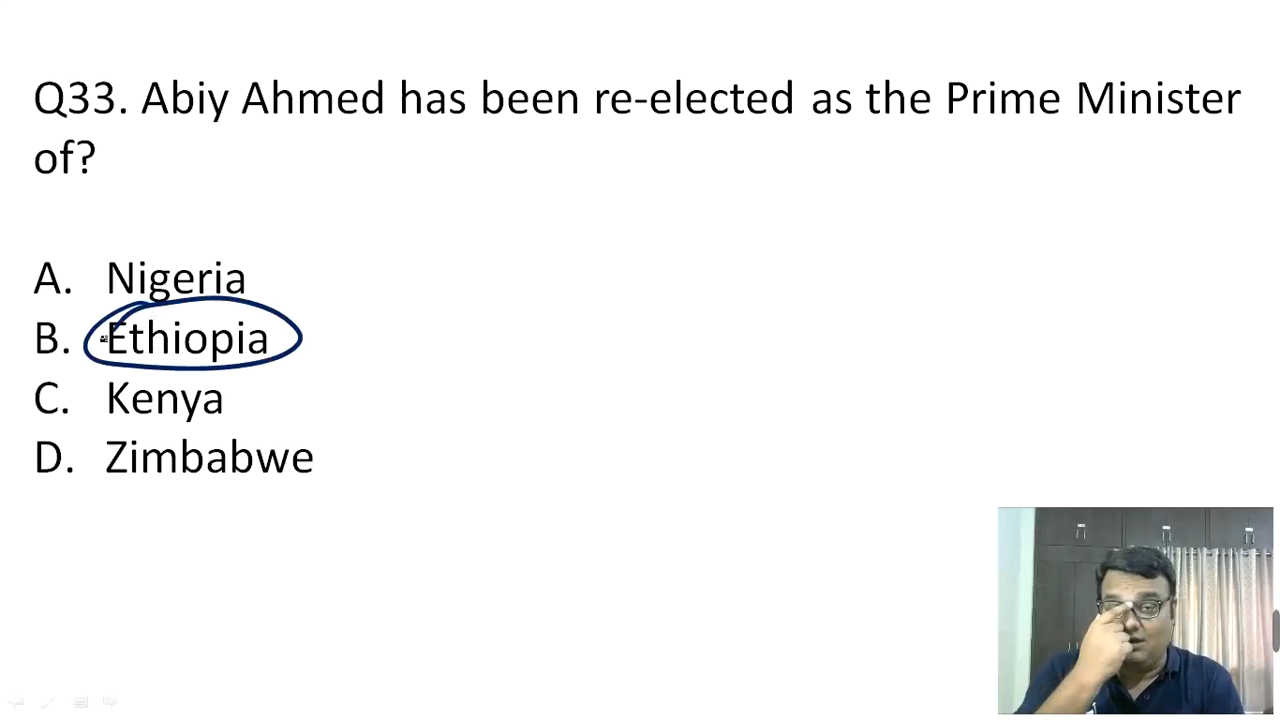 Q33. Abiy Ahmed has been re-elected as the Prime Minister
of?
A. Nigeria
B. Ethiopia
C. Kenya
D. Zimbabwe